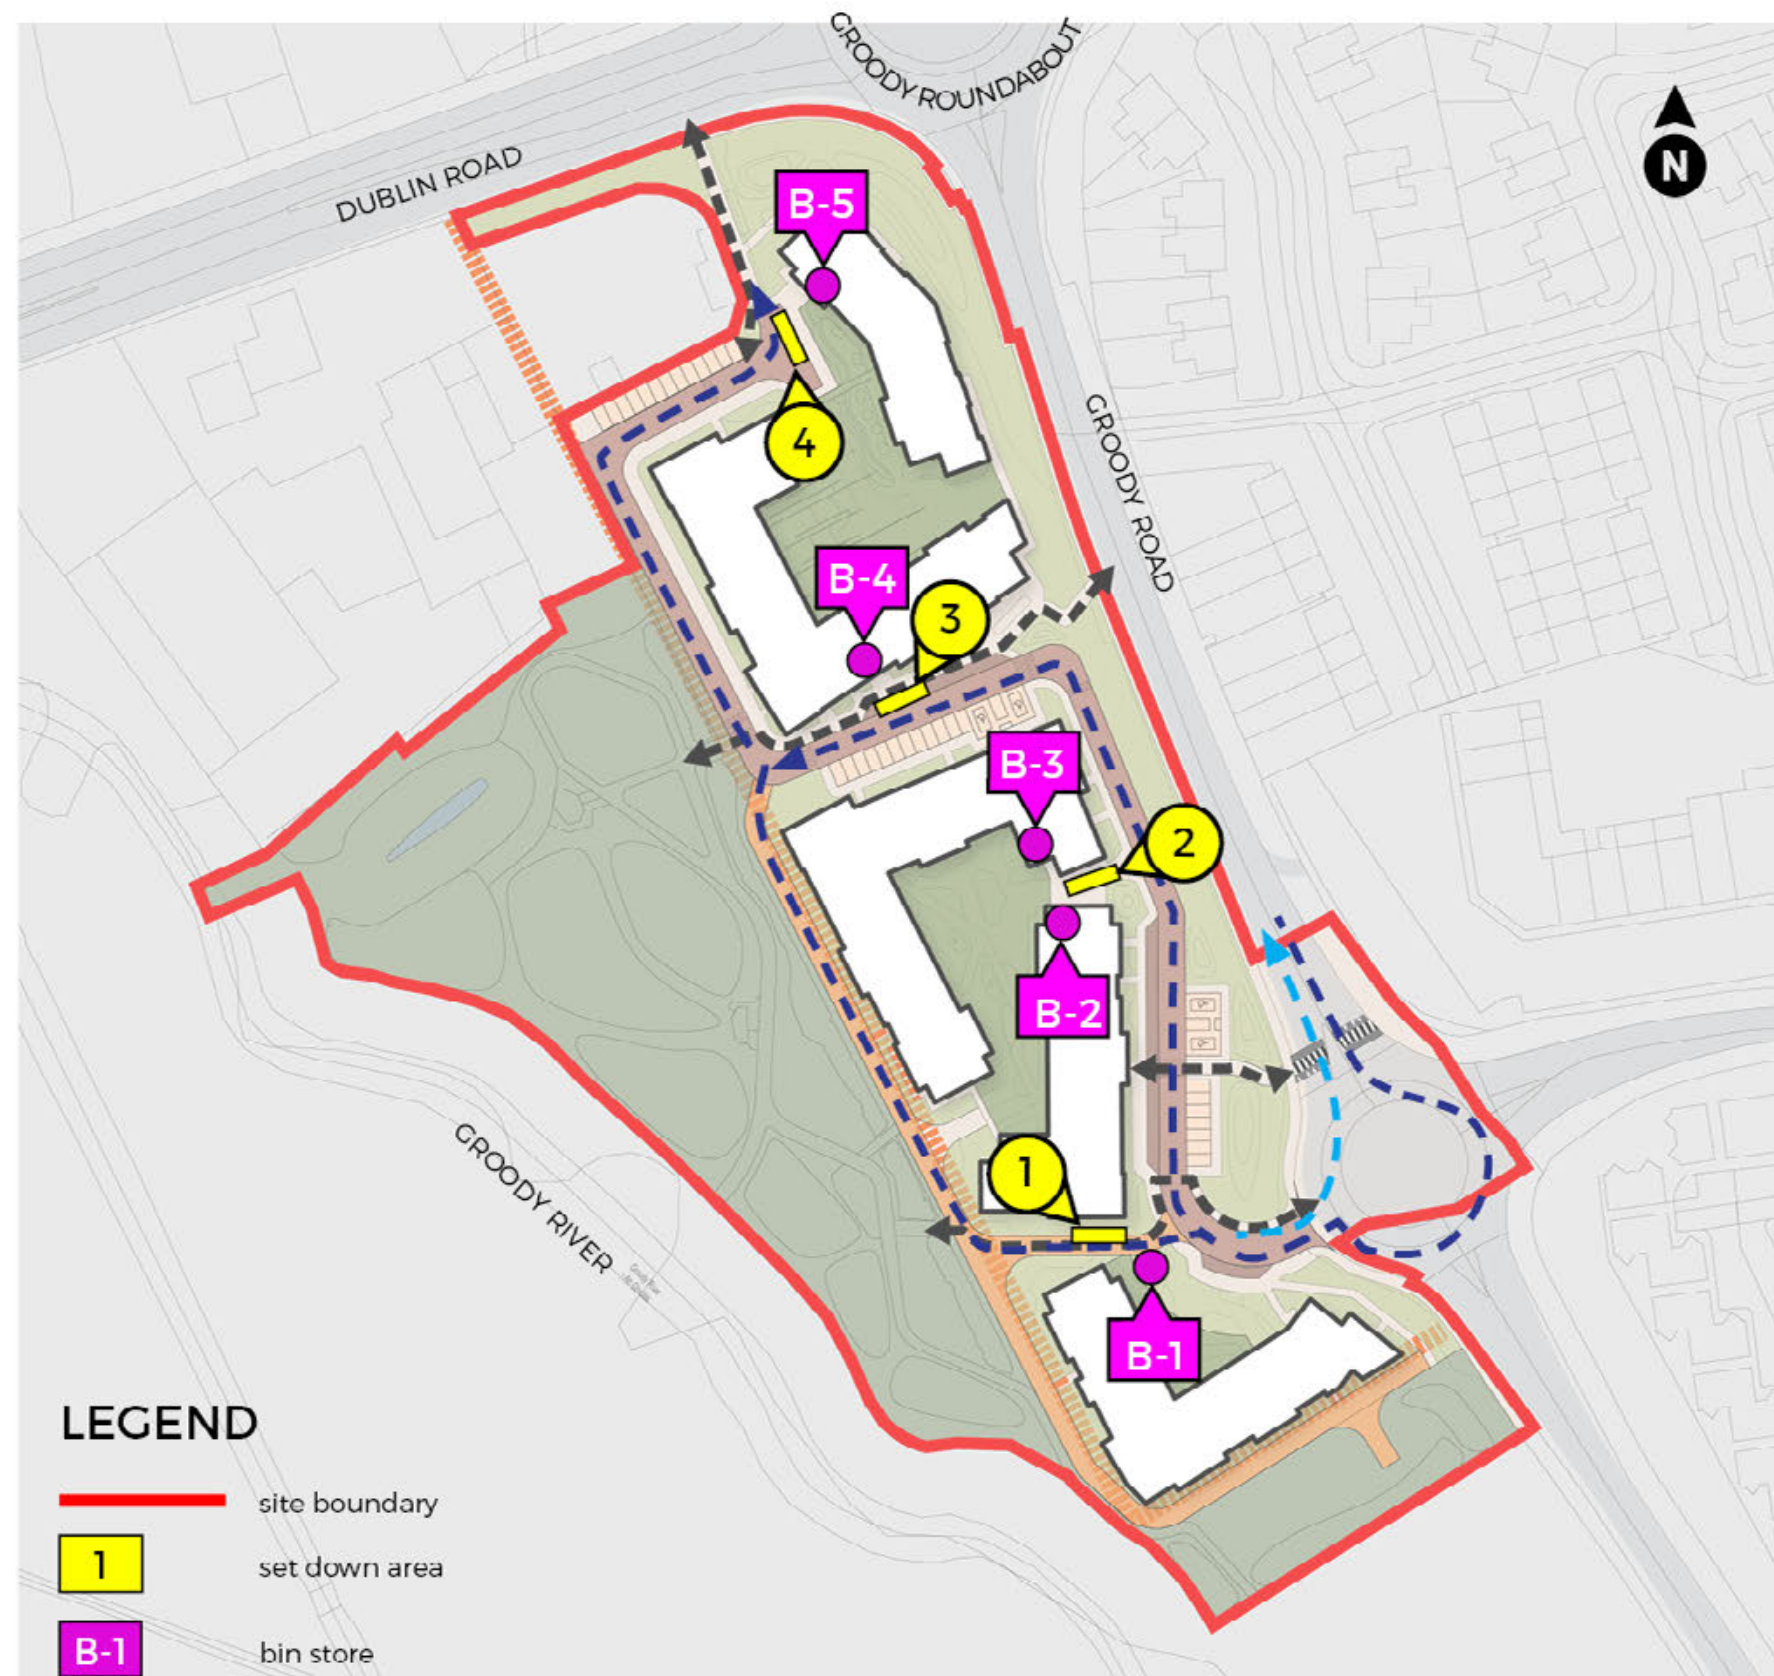 GROODY ROUNDABOUT
DUBLIN ROAD
N
B-5
4
GROODY ROAD
B-4
3
B-3
2
B-2
1
GROODY RIVER
B-1
LEGEND
site boundary
1 set down area
B-1 bin store